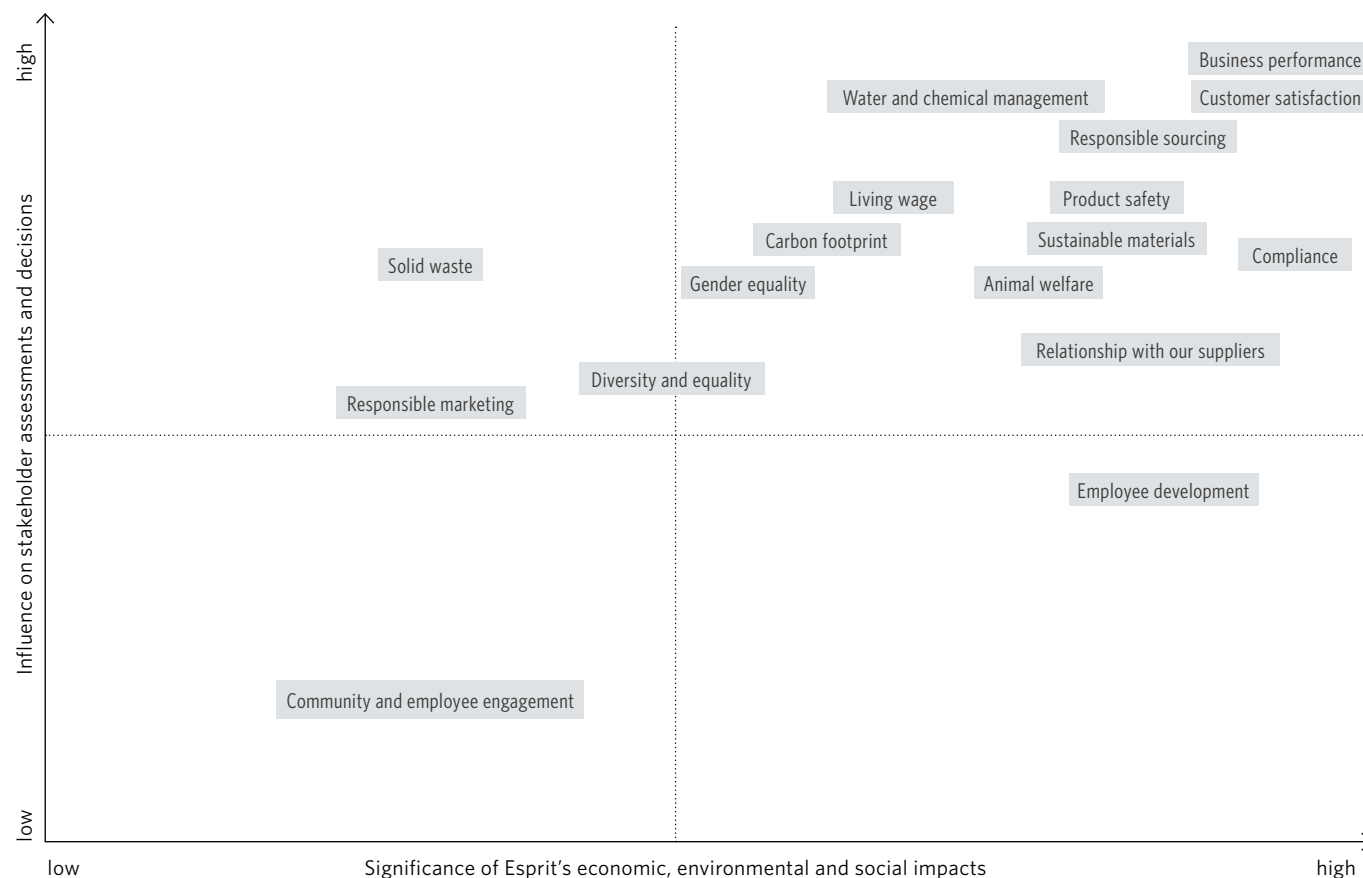 high
Influence on stakeholder assessments and decisions
low
Business performance
Water and chemical management
Customer satisfaction
Responsible sourcing
Living wage
Product safety
Carbon footprint
Sustainable materials
Compliance
Solid waste
Gender equality
Animal welfare
Relationship with our suppliers
Diversity and equality
Responsible marketing
Employee development
Community and employee engagement
low
Significance of Esprit’s economic, environmental and social impacts
high